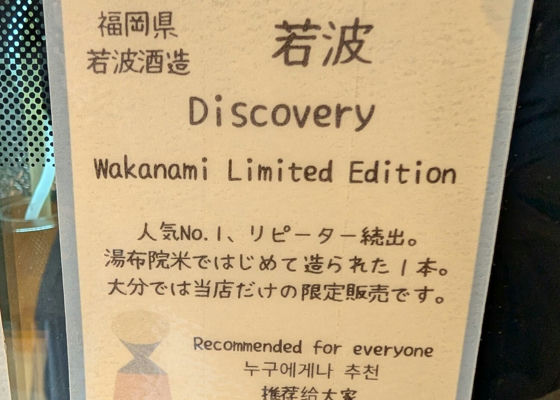 福岡県
若波酒造
若波
Discovery
Wakanami Limited Edition
人気No.1、リピーター続出。
湯布院米ではじめて造られた1本。
大分では当店だけの限定販売です。
Recommended for everyone
누구에게나 추천
推荐给大家